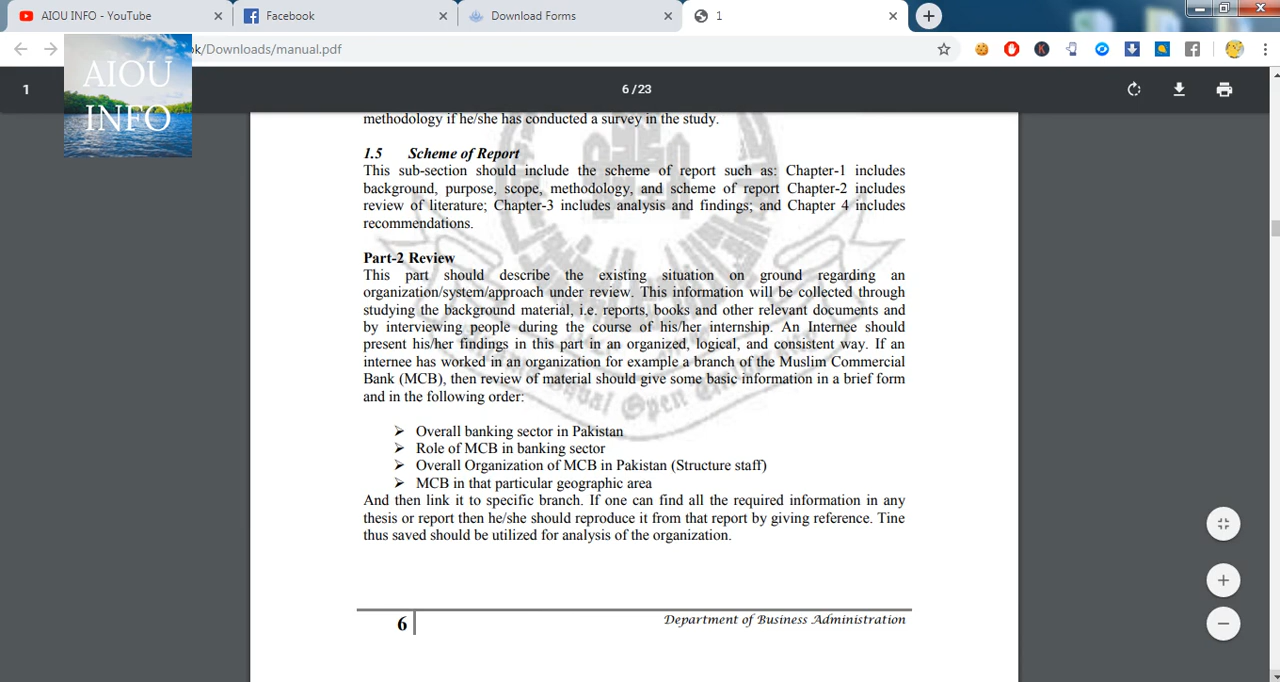 AIOU INFO - YouTube
Facebook
Download Forms
1
k/Downloads/manual.pdf
AIOU
INFO
1
6 / 23
methodology if he/she has conducted a survey in the study.
1.5 Scheme of Report
This sub-section should include the scheme of report such as: Chapter-1 includes
background, purpose, scope, methodology, and scheme of report Chapter-2 includes
review of literature; Chapter-3 includes analysis and findings; and Chapter 4 includes
recommendations.
Part-2 Review
This part should describe the existing situation on ground regarding an
organization/system/approach under review. This information will be collected through
studying the background material, i.e. reports, books and other relevant documents and
by interviewing people during the course of his/her internship. An Internee should
present his/her findings in this part in an organized, logical, and consistent way. If an
internee has worked in an organization for example a branch of the Muslim Commercial
Bank (MCB), then review of material should give some basic information in a brief form
and in the following order:
Overall banking sector in Pakistan
Role of MCB in banking sector
Overall Organization of MCB in Pakistan (Structure staff)
MCB in that particular geographic area
And then link it to specific branch. If one can find all the required information in any
thesis or report then he/she should reproduce it from that report by giving reference. Tine
thus saved should be utilized for analysis of the organization.
6
Department of Business Administration